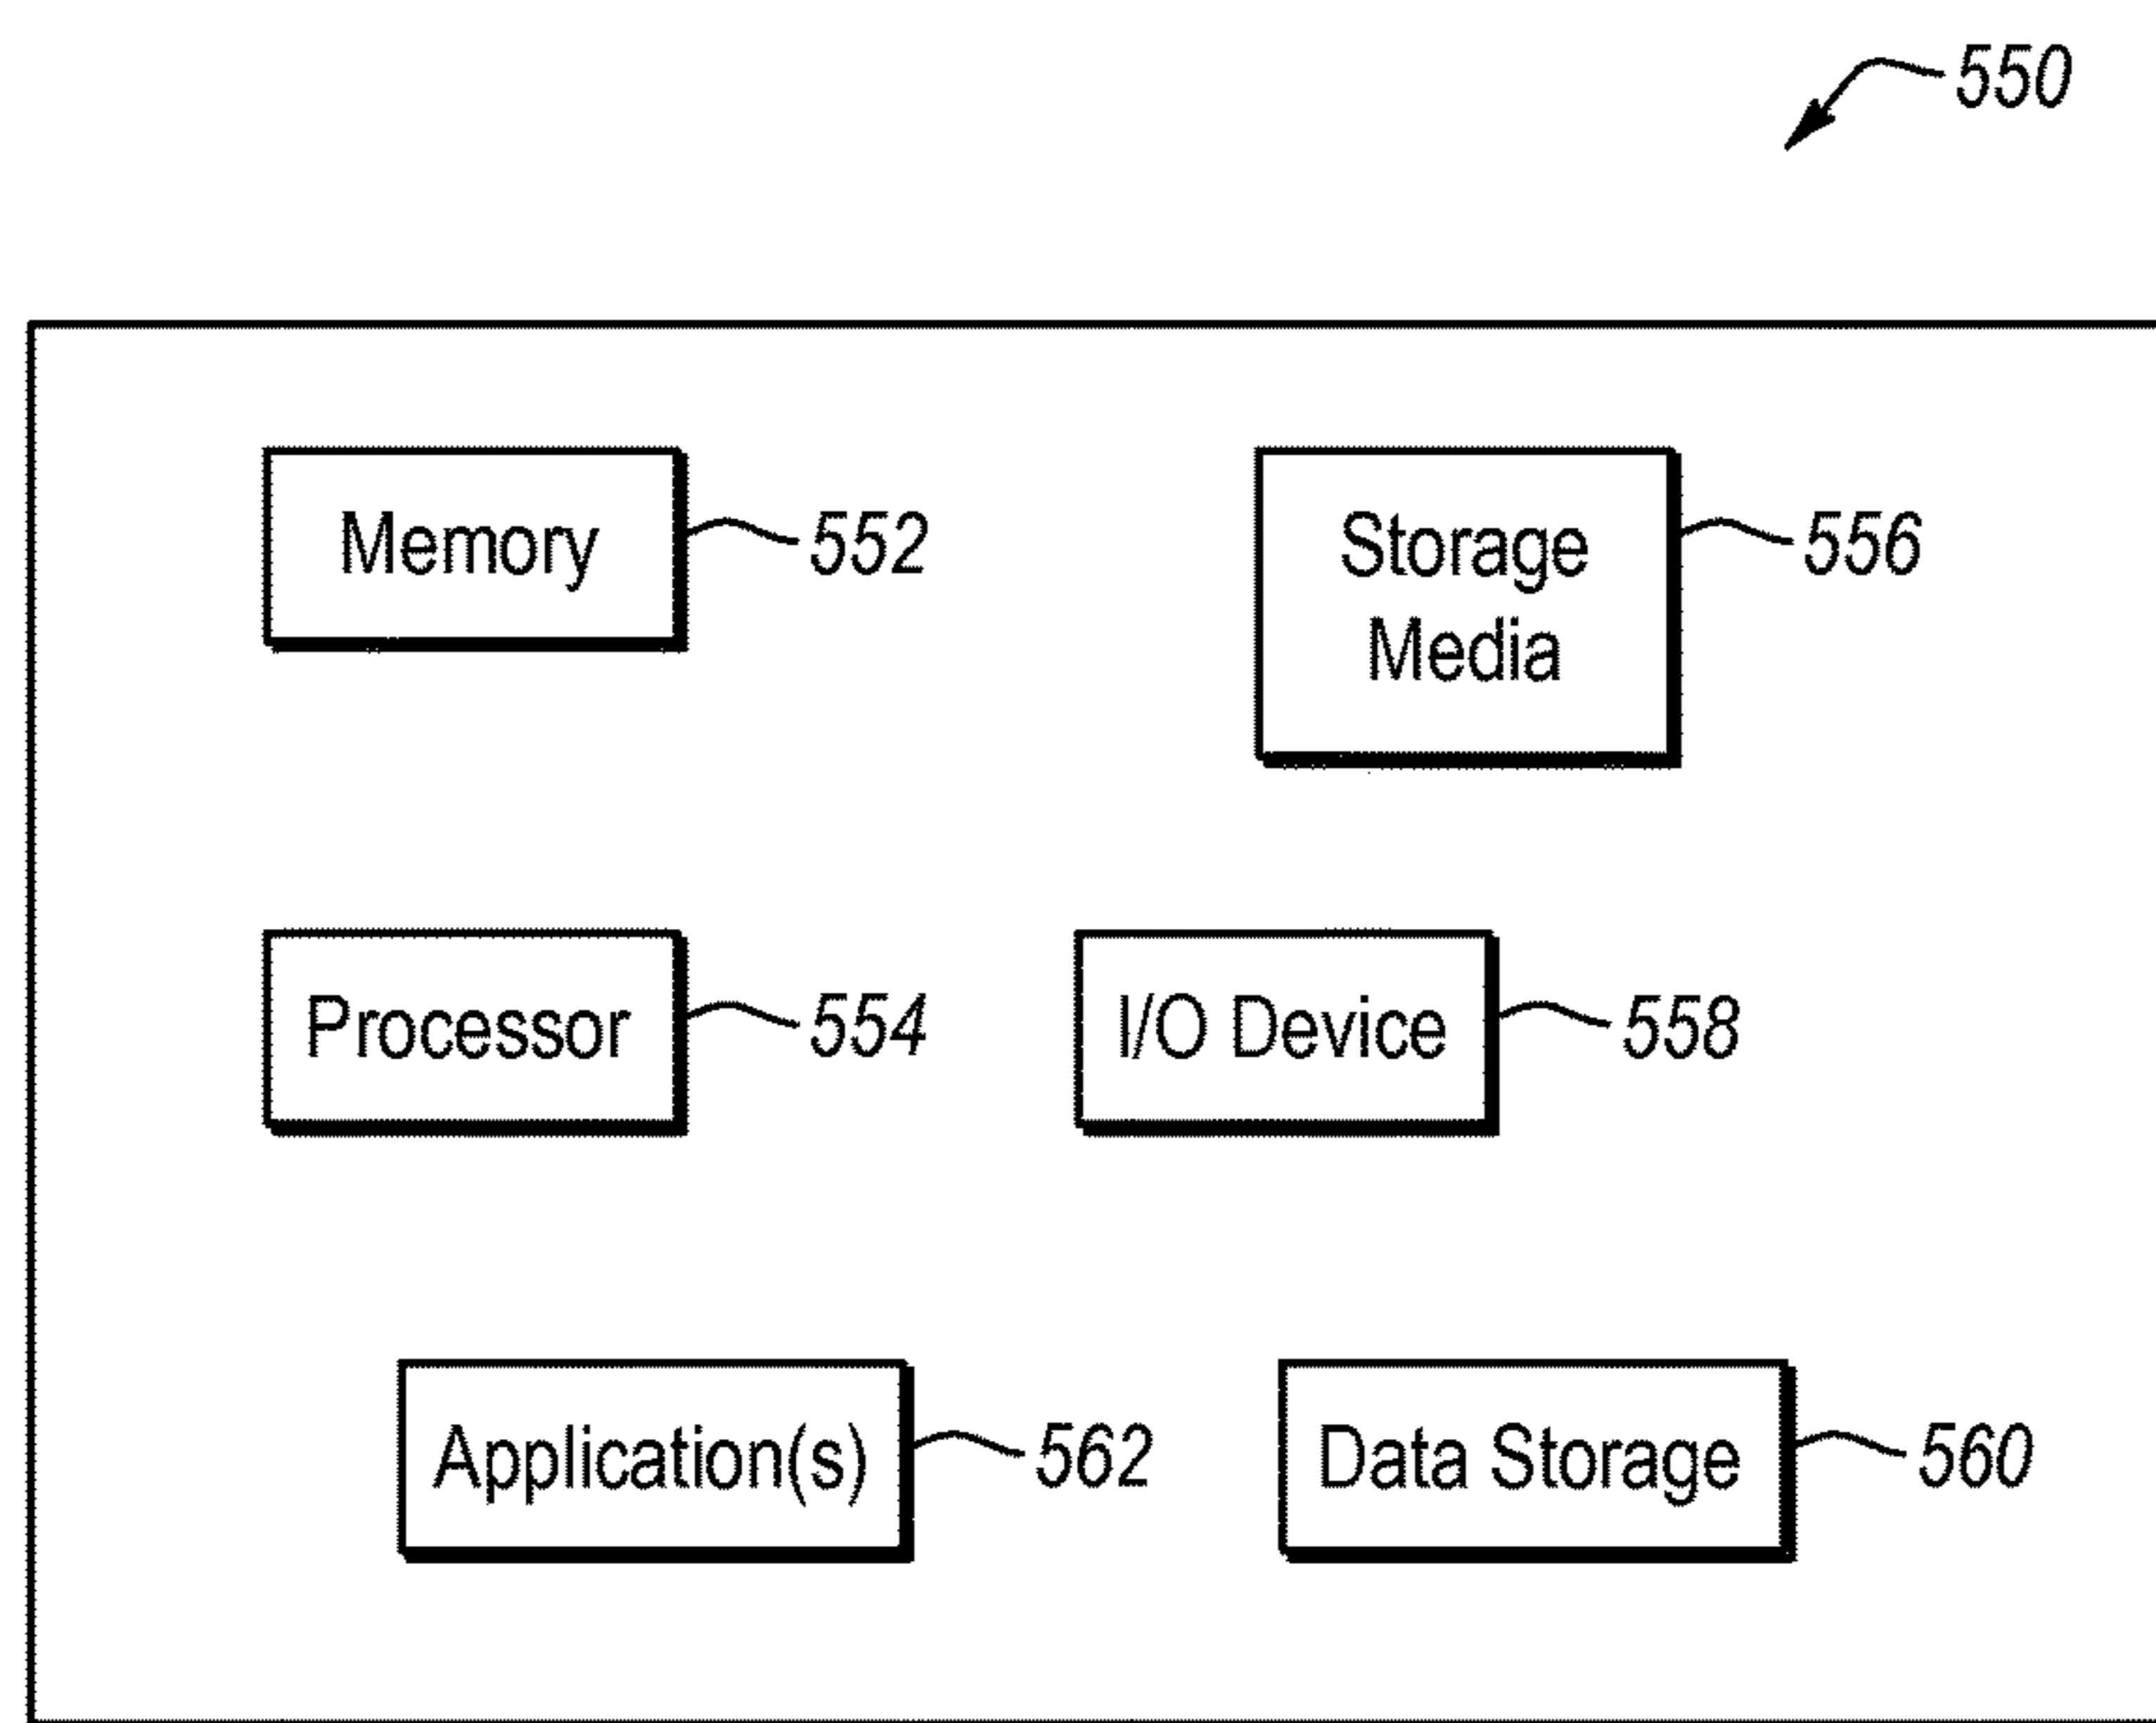 550
Memory 552
Storage
Media
556
Processor 554
I/O Device 558
Application(s) 562
Data Storage 560